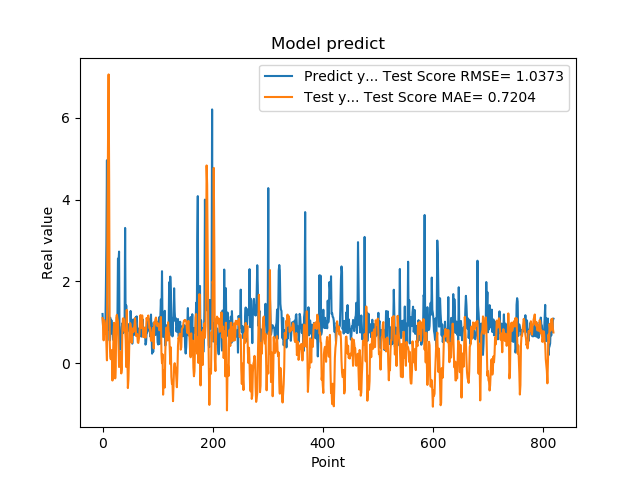 Model predict
Predict y... Test Score RMSE= 1.0373
Test y... Test Score MAE= 0.7204
6
4
2
0
Real value
0 200 400 600 800
Point